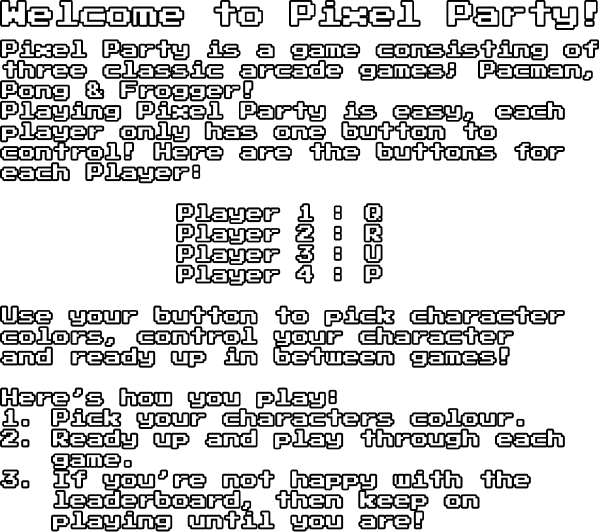 Welcome to Pixel Party!
Pixel Party is a game consisting of
three classic arcade games; Pacman,
Pong & Frogger!
Playing Pixel Party is easy, each
player only has one button to
control! Here are the buttons for
each Player:
Player 1 : Q
Player 2 : R
Player 3 : U
Player 4 : P
Use your button to pick character
colors, control your character
and ready up in between games!
Here's how you play:
1. Pick your characters colour.
2. Ready up and play through each
game.
3. If you're not happy with the
leaderboard, then keep on
playing until you are!